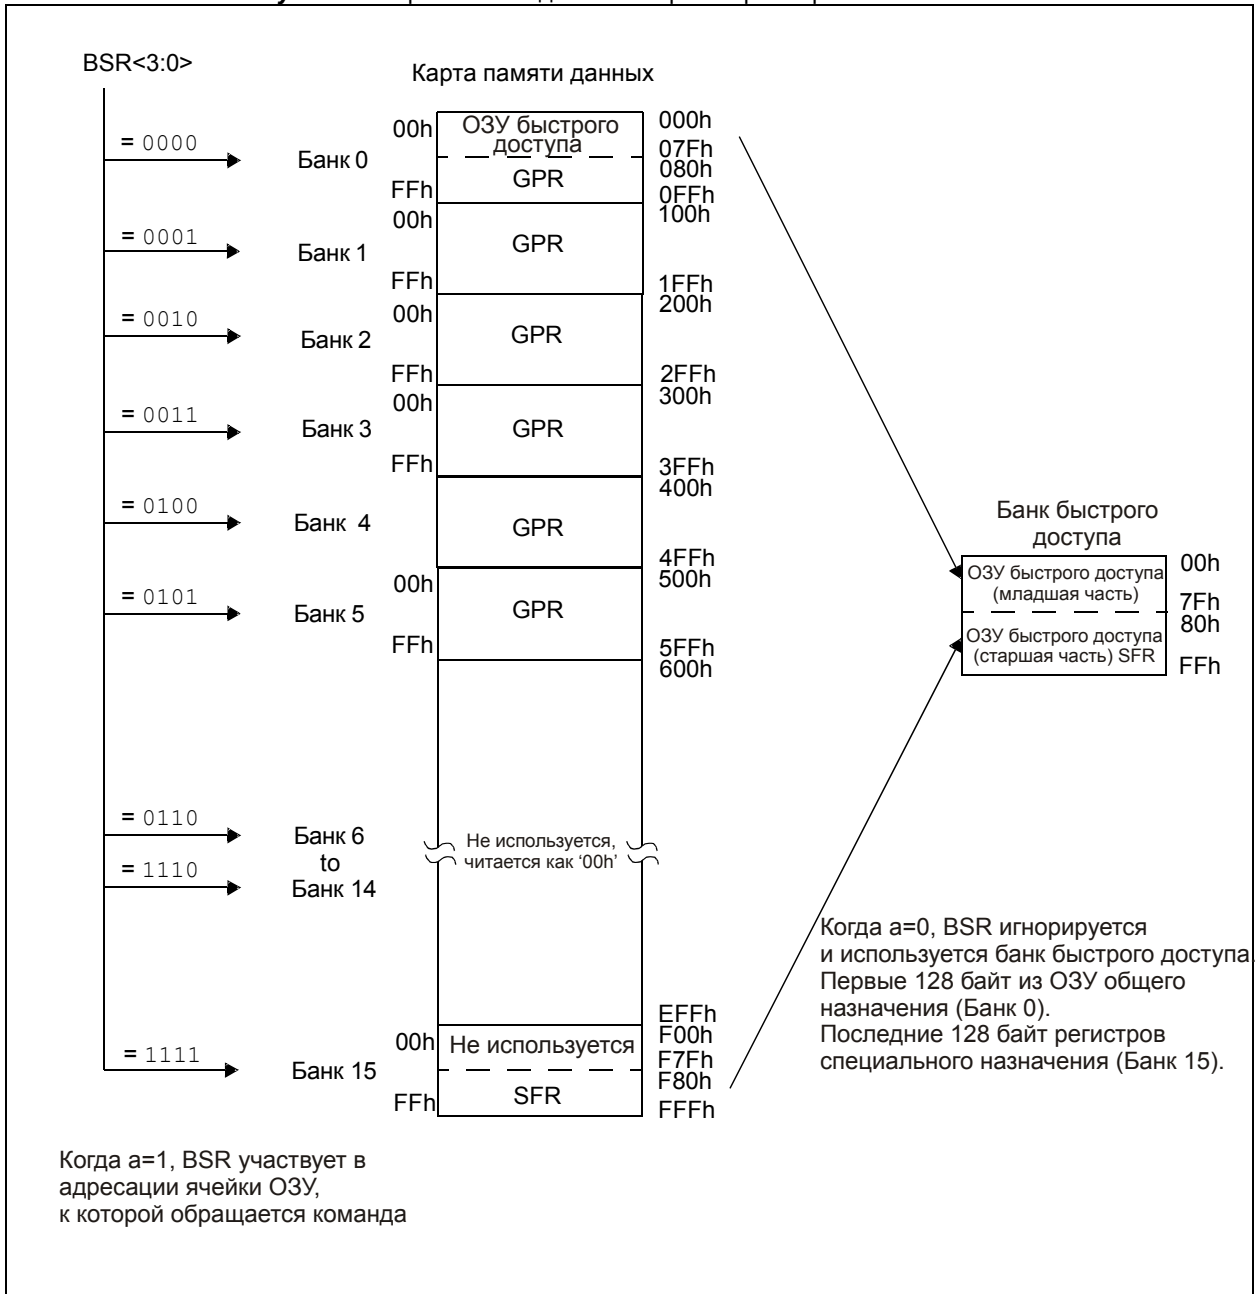 BSR<3:0>
Карта памяти данных
= 0000
Банк 0
00h
ОЗУ быстрого
доступа
000h
07Fh
080h
FFh
GPR
0FFh
= 0001
Банк 1
00h
GPR
100h
FFh
1FFh
= 0010
Банк 2
00h
GPR
200h
FFh
2FFh
= 0011
Банк 3
00h
GPR
300h
FFh
3FFh
= 0100
Банк 4
GPR
400h
4FFh
= 0101
Банк 5
00h
GPR
500h
FFh
5FFh
600h
= 0110
Банк 6
to
= 1110
Банк 14
Не используется,
читается как ‘00h’
EFFh
= 1111
Банк 15
00h
Не используется
F00h
F7Fh
F80h
FFh
SFR
FFFh
Банк быстрого
доступа
ОЗУ быстрого доступа
(младшая часть)
00h
7Fh
80h
ОЗУ быстрого доступа
(старшая часть) SFR
FFh
Когда a=0, BSR игнорируется
и используется банк быстрого доступа.
Первые 128 байт из ОЗУ общего
назначения (Банк 0).
Последние 128 байт регистров
специального назначения (Банк 15).
Когда a=1, BSR участвует в
адресации ячейки ОЗУ,
к которой обращается команда